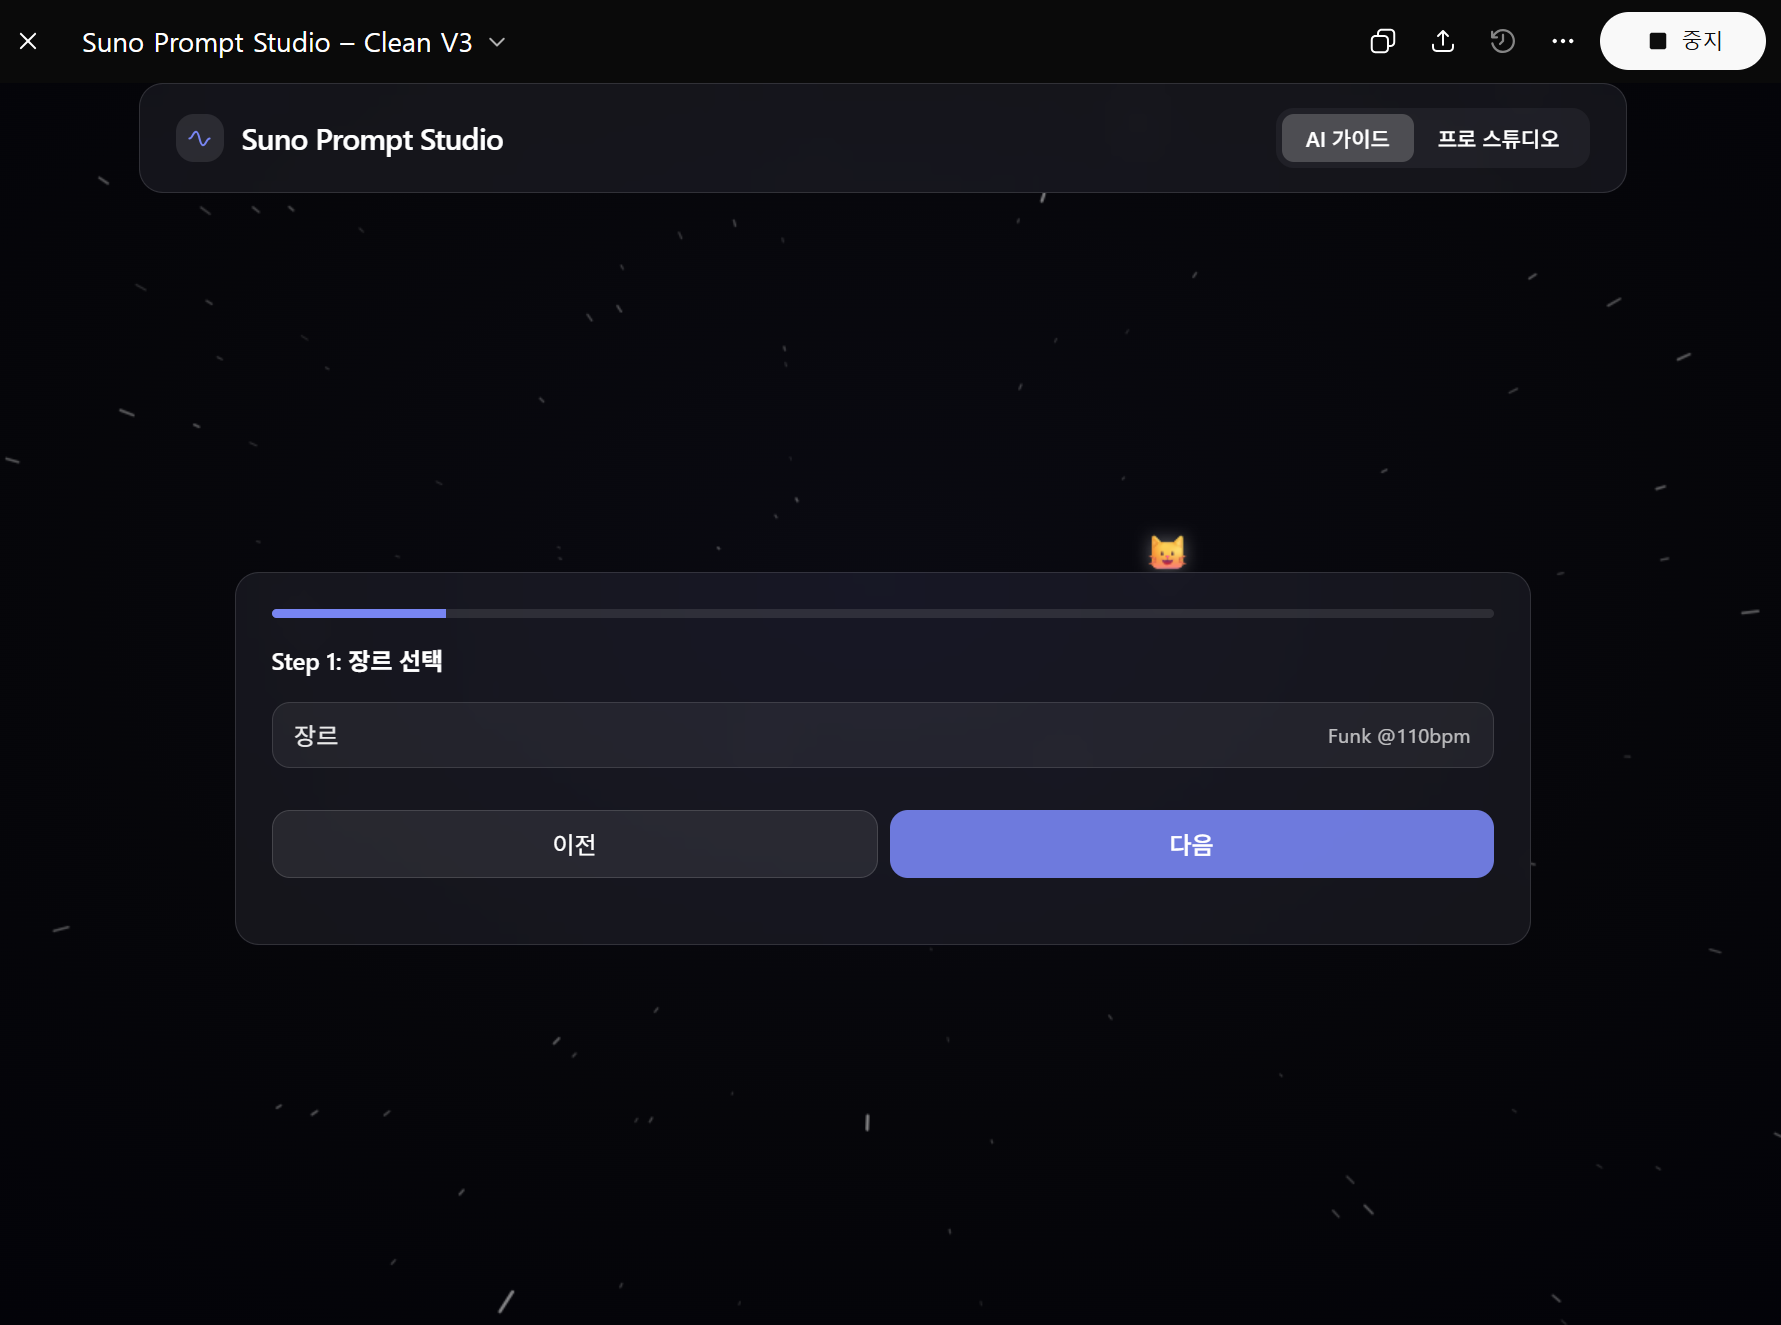 Suno Prompt Studio – Clean V3
중지
Suno Prompt Studio
AI 가이드
프로 스튜디오
Step 1: 장르 선택
장르
Funk @110bpm
이전
다음